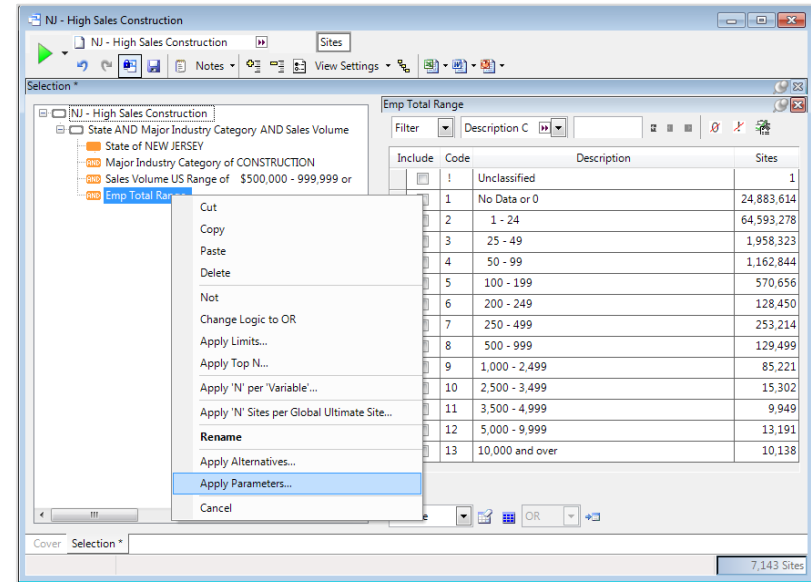 NJ - High Sales Construction
NJ - High Sales Construction
Sites
Notes
View Settings
Selection *
NJ - High Sales Construction
State AND Major Industry Category AND Sales Volume
State of NEW JERSEY
AND Major Industry Category of CONSTRUCTION
AND Sales Volume US Range of $500,000 - 999,999 or
AND Emp Total Range
Cut
Copy
Paste
Delete
Not
Change Logic to OR
Apply Limits...
Apply Top N...
Apply 'N' per 'Variable'...
Apply 'N' Sites per Global Ultimate Site...
Rename
Apply Alternatives...
Apply Parameters...
Cancel
Emp Total Range
Filter Description C
Include Code Description Sites
! Unclassified 1
1 No Data or 0 24,883,614
2 1 - 24 64,593,278
3 25 - 49 1,958,323
4 50 - 99 1,162,844
5 100 - 199 570,656
6 200 - 249 128,450
7 250 - 499 253,214
8 500 - 999 129,499
9 1,000 - 2,499 85,221
10 2,500 - 3,499 15,302
11 3,500 - 4,999 9,949
12 5,000 - 9,999 13,191
13 10,000 and over 10,138
OR
Cover Selection *
7,143 Sites